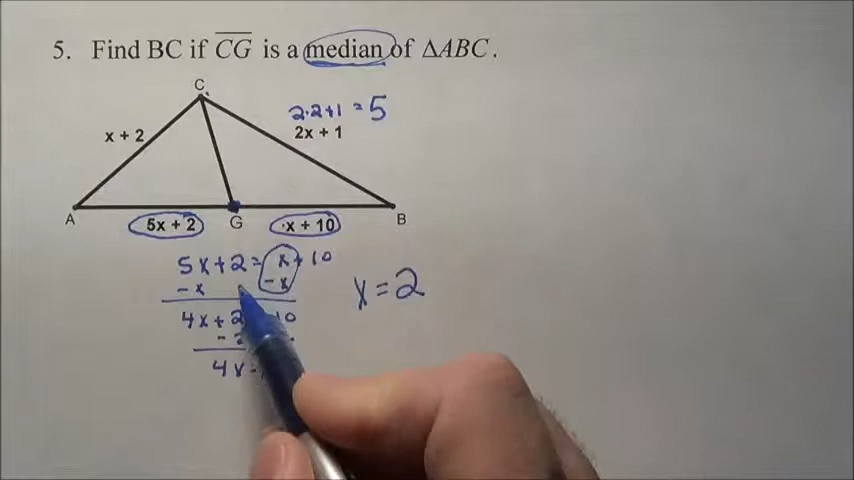 5. Find BC if CG is a median of ΔABC.
C
2·2+1 = 5
x + 2
2x + 1
A
5x + 2
G
x + 10
B
5x+2 = x+10
-x -x
x = 2
4x+2 10
-2
4x